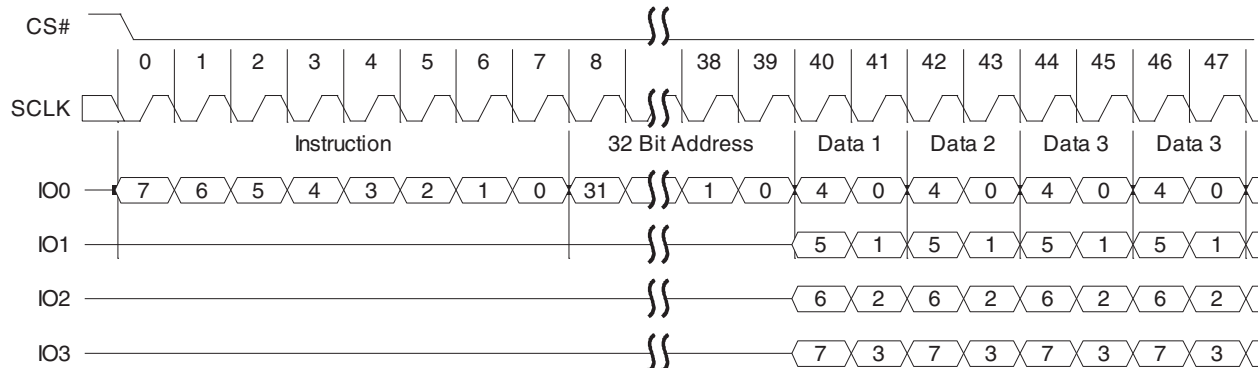 CS#
0 1 2 3 4 5 6 7 8 38 39 40 41 42 43 44 45 46 47
SCLK
Instruction 32 Bit Address Data 1 Data 2 Data 3 Data 3
IO0 7 6 5 4 3 2 1 0 31 1 0 4 0 4 0 4 0 4 0
IO1 5 1 5 1 5 1 5 1
IO2 6 2 6 2 6 2 6 2
IO3 7 3 7 3 7 3 7 3